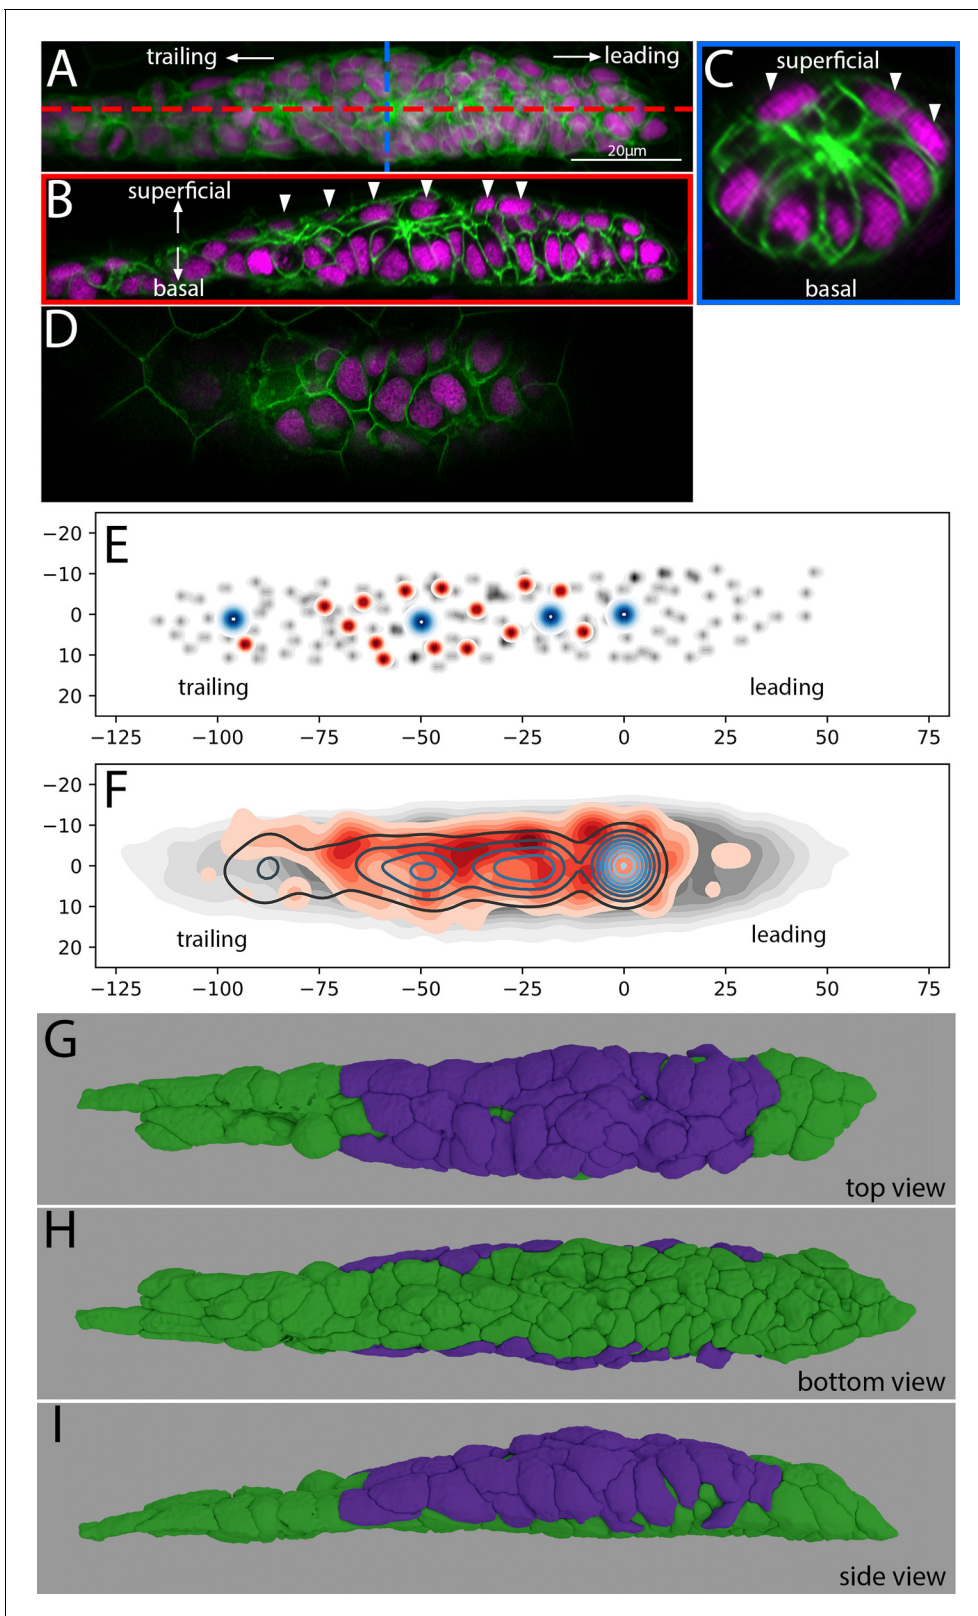 A
trailing
leading
20μm
C
superficial
basal
B
superficial
basal
D
E
−20
−10
0
10
20
trailing
leading
−125 −100 −75 −50 −25 0 25 50 75
F
−20
−10
0
10
20
trailing
leading
−125 −100 −75 −50 −25 0 25 50 75
G
top view
H
bottom view
I
side view